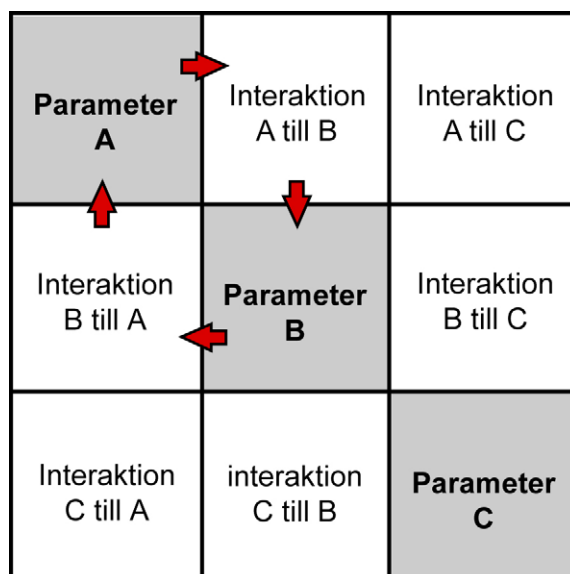 Parameter
A
Interaktion
A till B
Interaktion
A till C
Interaktion
B till A
Parameter
B
Interaktion
B till C
Interaktion
C till A
interaktion
C till B
Parameter
C